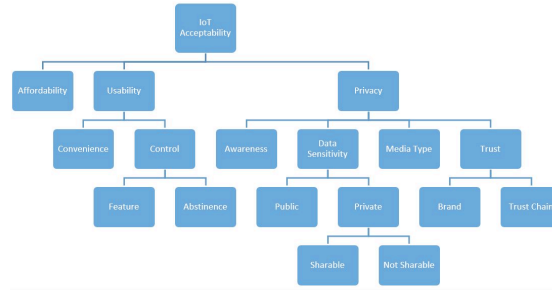 IoT
Acceptability
Affordability
Usability
Privacy
Convenience
Control
Awareness
Data
Sensitivity
Media Type
Trust
Feature
Abstinence
Public
Private
Brand
Trust Chain
Sharable
Not Sharable